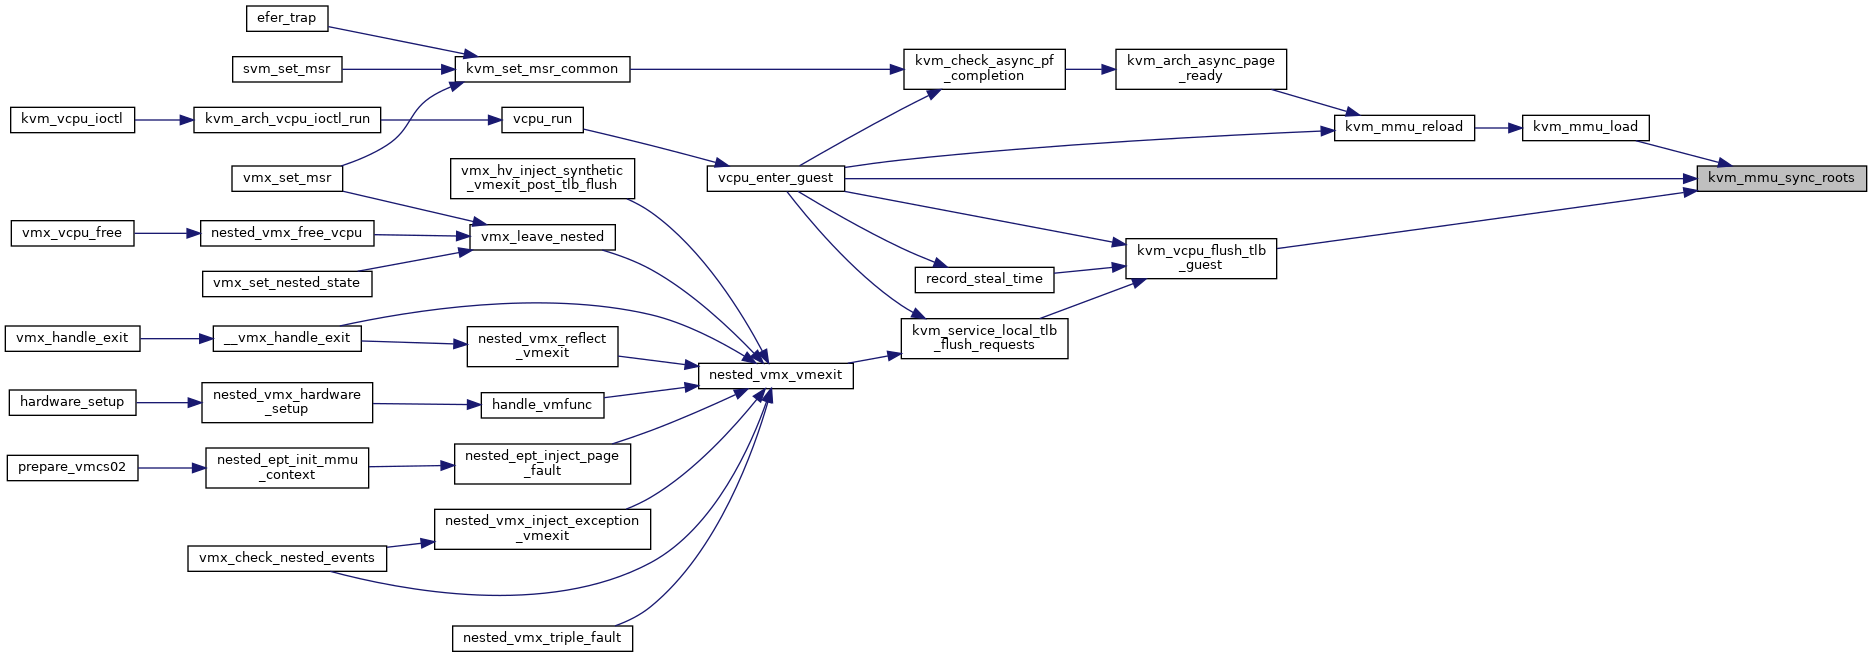 efer_trap
svm_set_msr
kvm_set_msr_common
kvm_check_async_pf
_completion
kvm_arch_async_page
_ready
kvm_vcpu_ioctl
kvm_arch_vcpu_ioctl_run
vcpu_run
kvm_mmu_reload
kvm_mmu_load
vmx_set_msr
vmx_hv_inject_synthetic
_vmexit_post_tlb_flush
vcpu_enter_guest
kvm_mmu_sync_roots
vmx_vcpu_free
nested_vmx_free_vcpu
vmx_leave_nested
kvm_vcpu_flush_tlb
_guest
vmx_set_nested_state
record_steal_time
vmx_handle_exit
__vmx_handle_exit
nested_vmx_reflect
_vmexit
kvm_service_local_tlb
_flush_requests
nested_vmx_vmexit
hardware_setup
nested_vmx_hardware
_setup
handle_vmfunc
prepare_vmcs02
nested_ept_init_mmu
_context
nested_ept_inject_page
_fault
nested_vmx_inject_exception
_vmexit
vmx_check_nested_events
nested_vmx_triple_fault